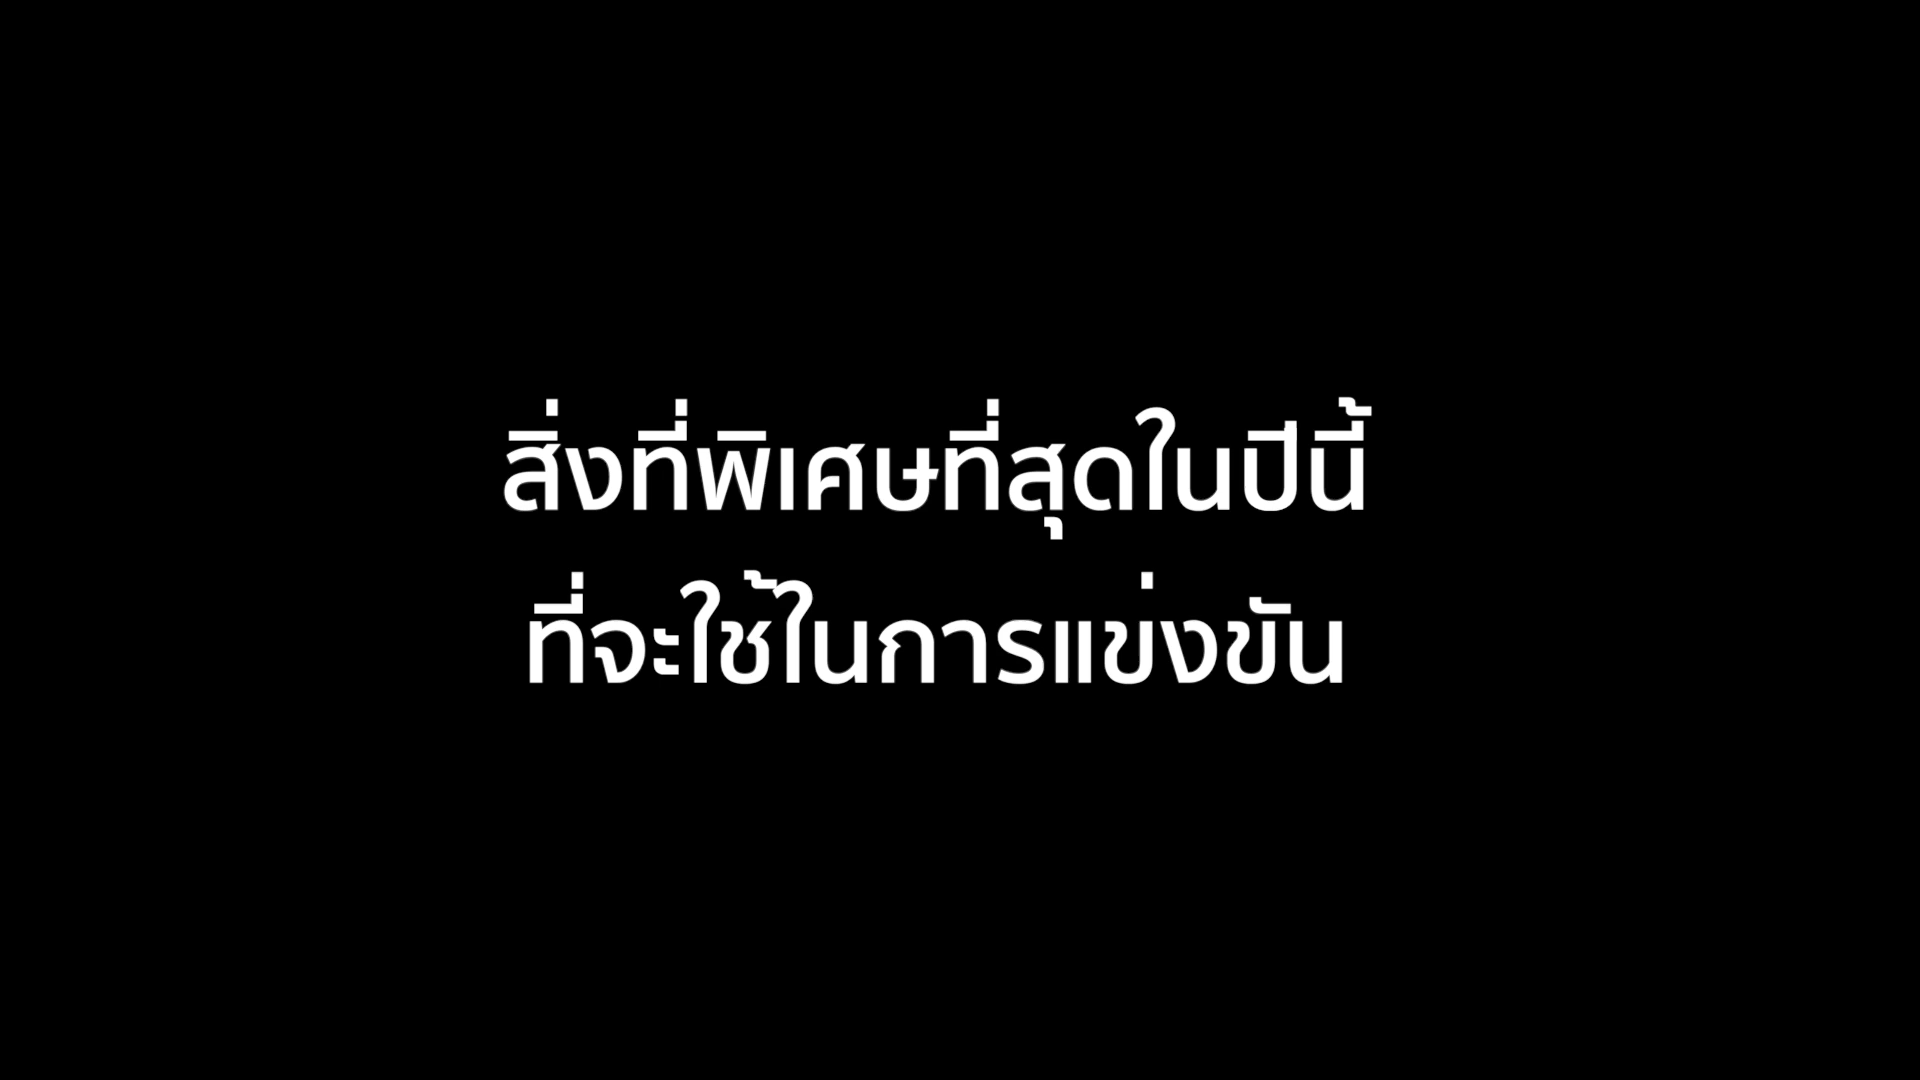 สิ่งที่พิเศษที่สุดในปีนี้
ที่จะใช้ในการแข่งขัน